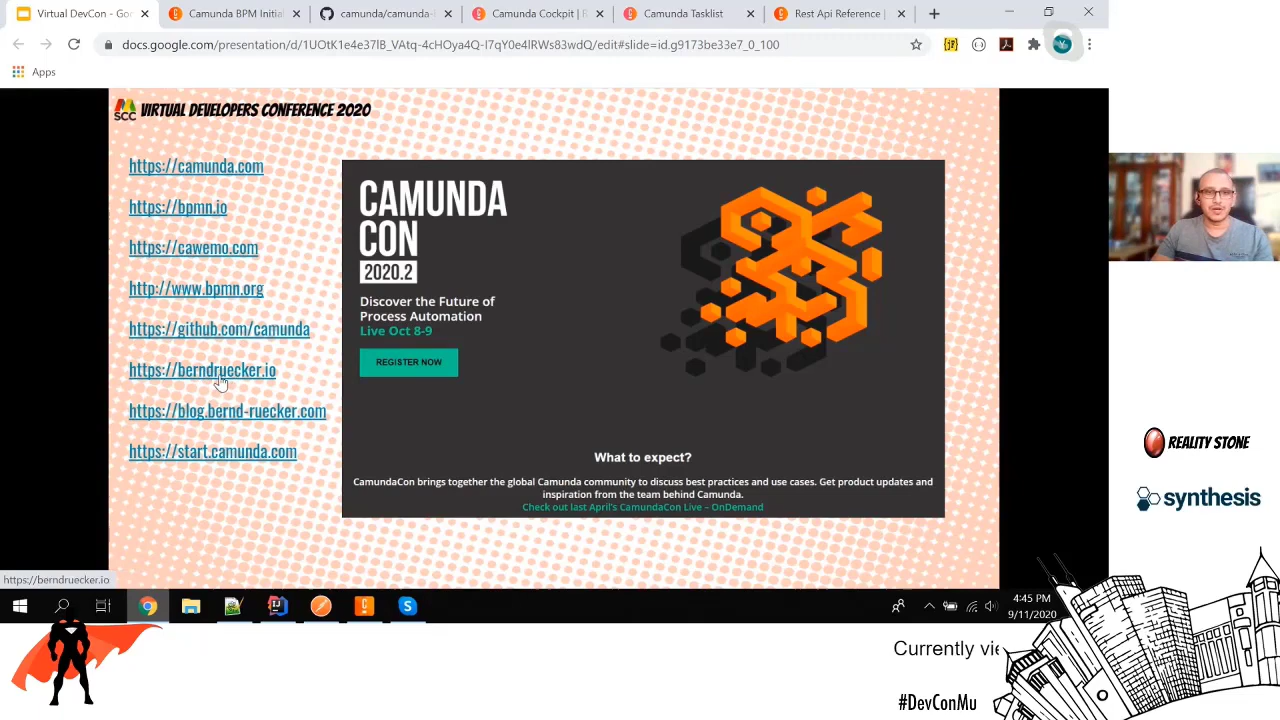 Virtual DevCon - Gor
Camunda BPM Initial
camunda/camunda-
Camunda Cockpit | R
Camunda Tasklist
Rest Api Reference |
docs.google.com/presentation/d/1sOtK1e4e37lB_VAtq-4cHOya4Q-I7qY0e4lRWs83wdQ/edit#slide=id.g9173be33e7_0_100
Apps
SCC
VIRTUAL DEVELOPERS CONFERENCE 2020
https://camunda.com
https://bpmn.io
https://cawemo.com
http://www.bpmn.org
https://github.com/camunda
https://berndruecker.io
https://blog.bernd-ruecker.com
https://start.camunda.com
CAMUNDA
CON
2020.2
Discover the Future of
Process Automation
Live Oct 8-9
REGISTER NOW
What to expect?
CamundaCon brings together the global Camunda community to discuss best practices and use cases. Get product updates and
inspiration from the team behind Camunda.
Check out last April's CamundaCon Live – OnDemand
REALITY STONE
synthesis
https://berndruecker.io
4:45 PM
9/11/2020
Currently vie
#DevConMu